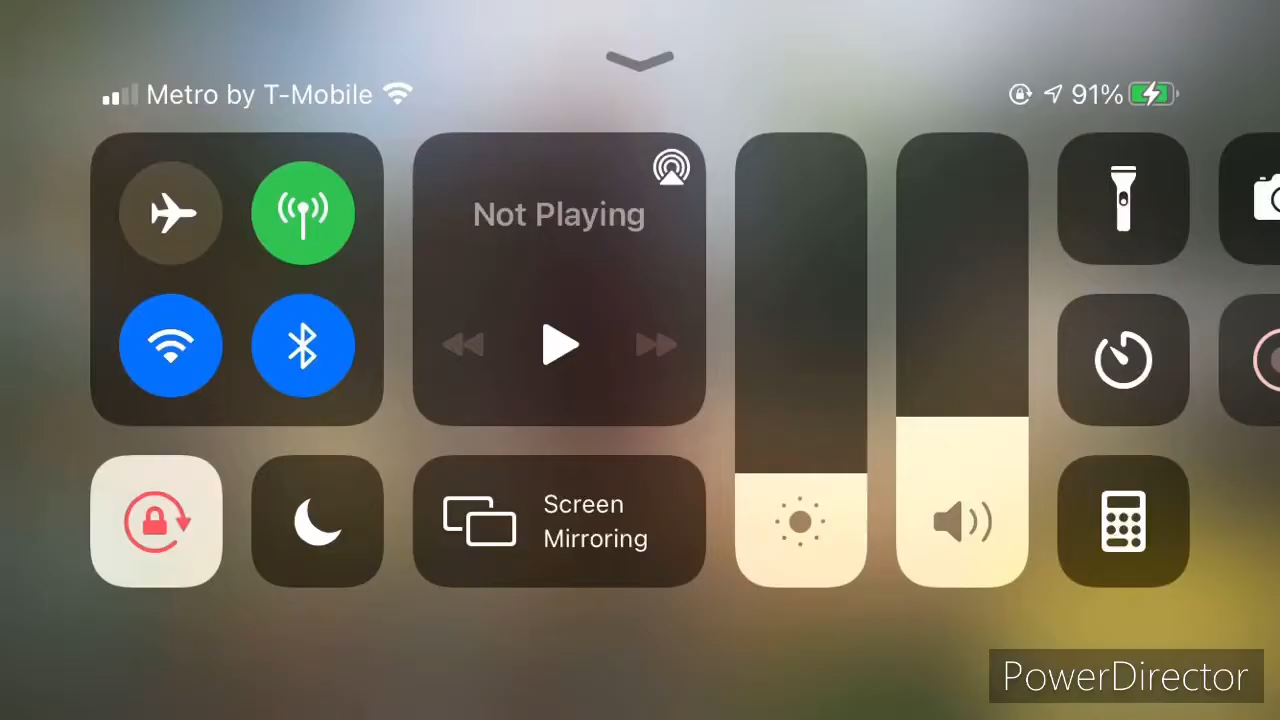 Metro by T-Mobile
91%
Not Playing
Screen
Mirroring
PowerDirector